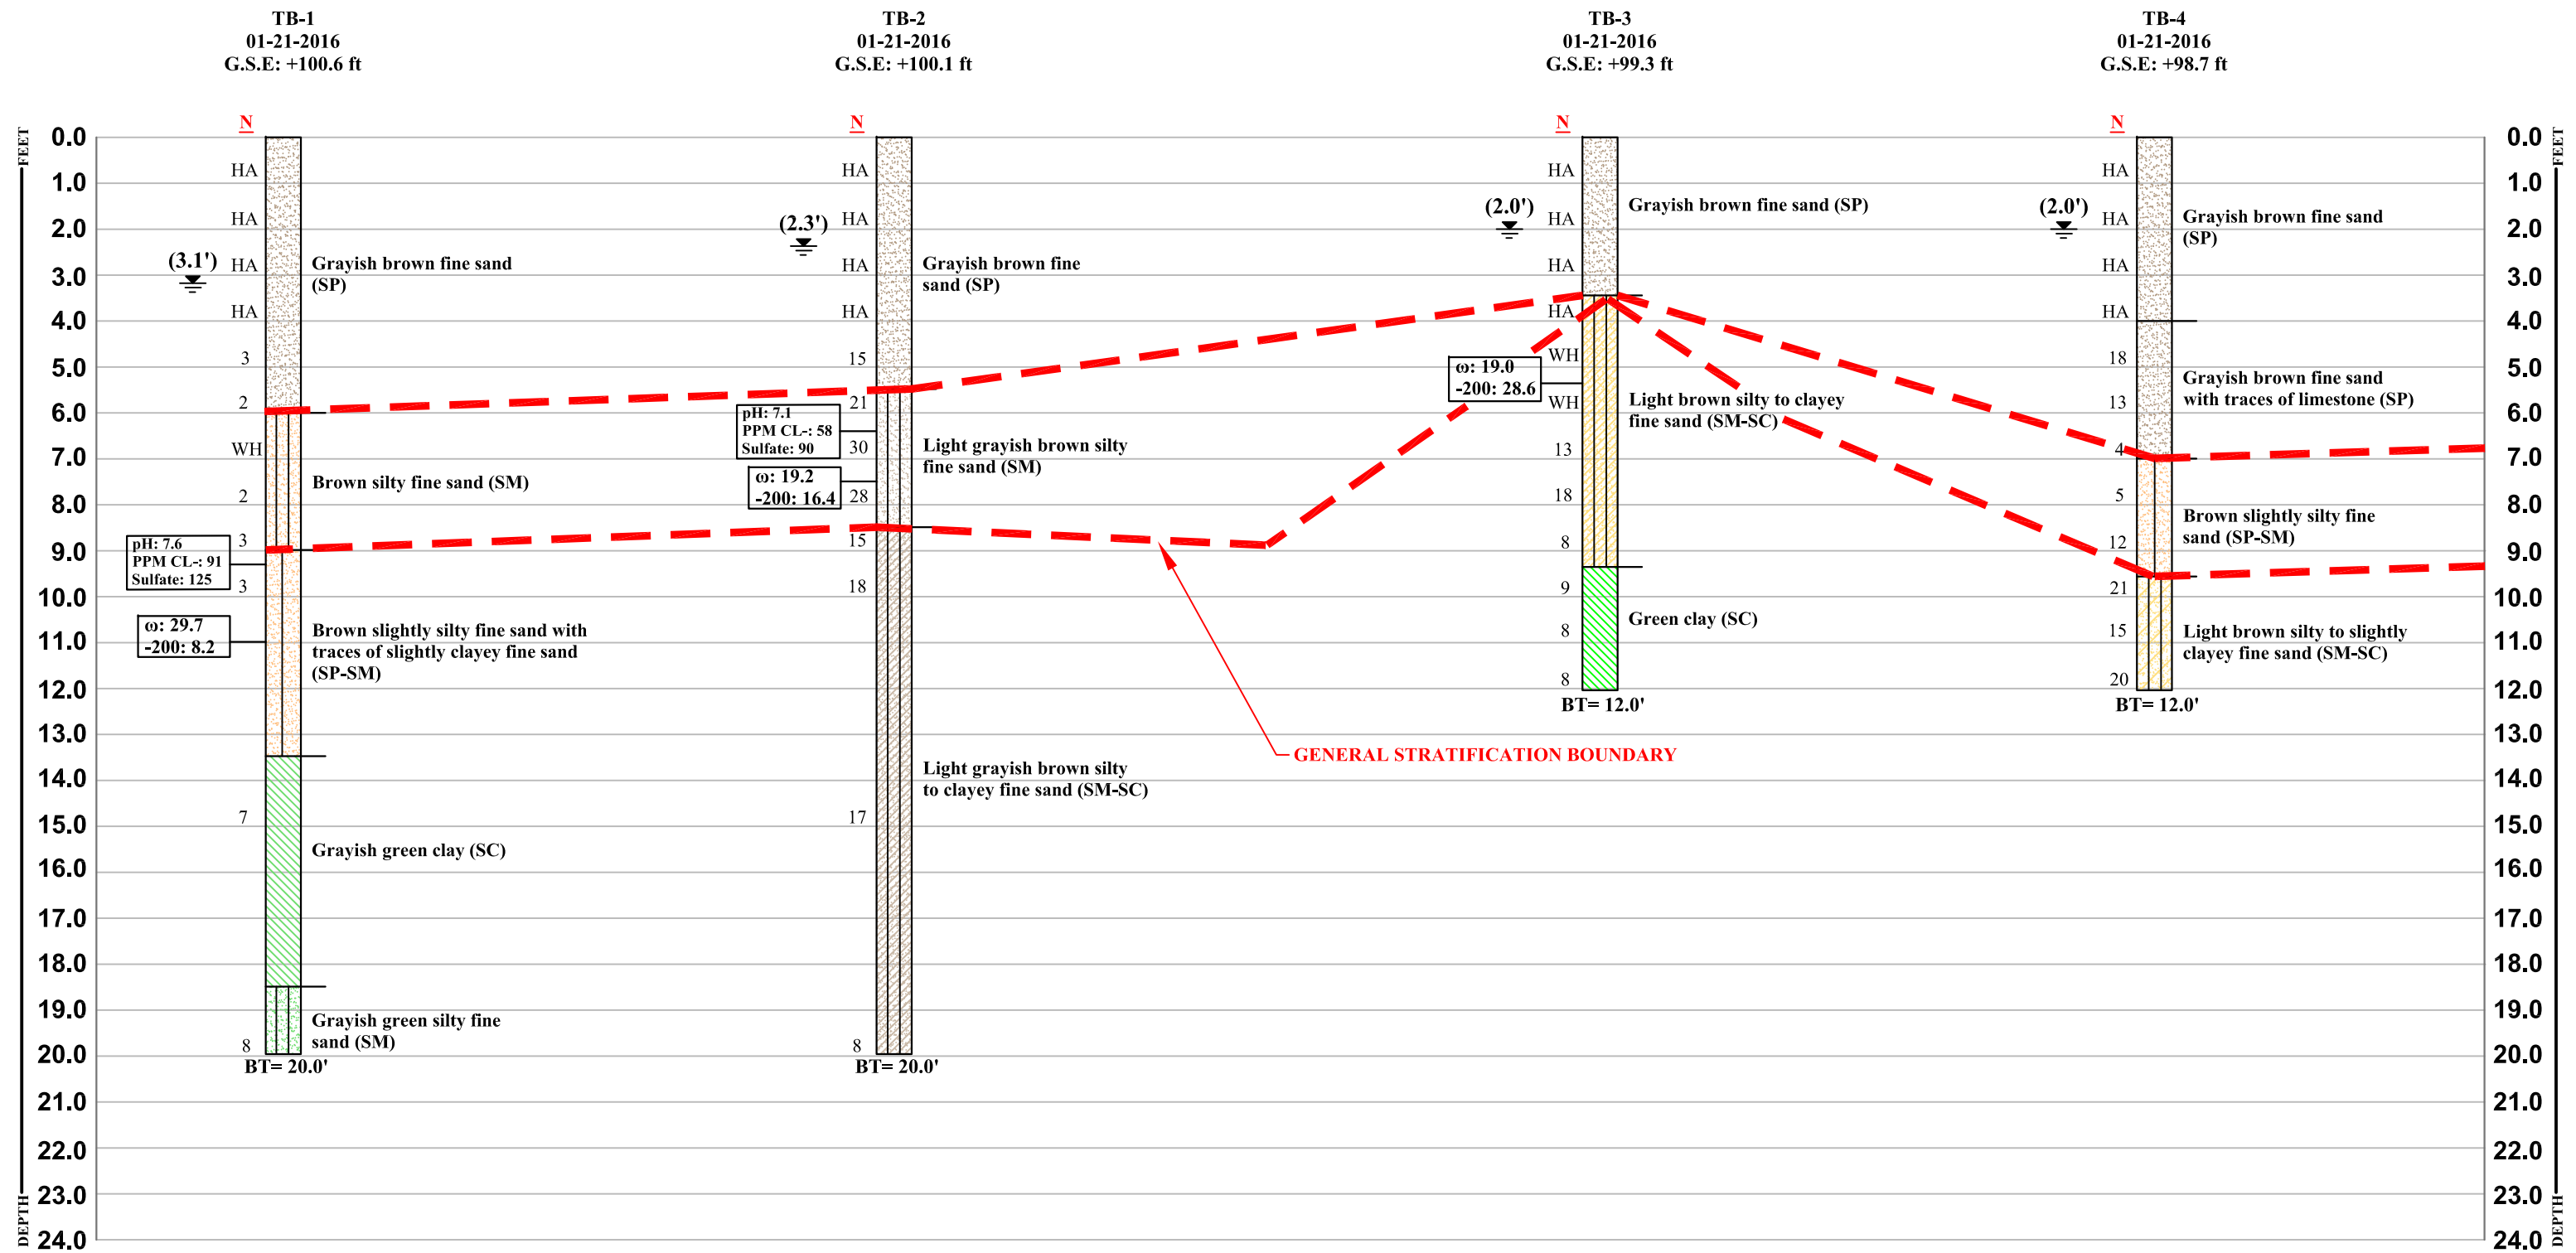 TB-1
01-21-2016
G.S.E: +100.6 ft
TB-2
01-21-2016
G.S.E: +100.1 ft
TB-3
01-21-2016
G.S.E: +99.3 ft
TB-4
01-21-2016
G.S.E: +98.7 ft
FEET
DEPTH
0.0
1.0
2.0
3.0
4.0
5.0
6.0
7.0
8.0
9.0
10.0
11.0
12.0
13.0
14.0
15.0
16.0
17.0
18.0
19.0
20.0
21.0
22.0
23.0
24.0
N
HA
HA
HA
HA
3
2
WH
2
3
3
7
8
(3.1')
pH: 7.6
PPM CL-: 91
Sulfate: 125
ω: 29.7
-200: 8.2
Grayish brown fine sand
(SP)
Brown silty fine sand (SM)
Brown slightly silty fine sand with
traces of slightly clayey fine sand
(SP-SM)
Grayish green clay (SC)
Grayish green silty fine
sand (SM)
BT= 20.0'
N
HA
HA
HA
HA
15
21
30
28
15
18
17
8
(2.3')
pH: 7.1
PPM CL-: 58
Sulfate: 90
ω: 19.2
-200: 16.4
Grayish brown fine
sand (SP)
Light grayish brown silty
fine sand (SM)
Light grayish brown silty
to clayey fine sand (SM-SC)
BT= 20.0'
GENERAL STRATIFICATION BOUNDARY
N
HA
HA
HA
HA
WH
WH
13
18
8
9
8
8
(2.0')
ω: 19.0
-200: 28.6
Grayish brown fine sand (SP)
Light brown silty to clayey
fine sand (SM-SC)
Green clay (SC)
BT= 12.0'
N
HA
HA
HA
HA
18
13
4
5
12
21
15
20
(2.0')
Grayish brown fine sand
(SP)
Grayish brown fine sand
with traces of limestone (SP)
Brown slightly silty fine
sand (SP-SM)
Light brown silty to slightly
clayey fine sand (SM-SC)
BT= 12.0'
FEET
DEPTH
0.0
1.0
2.0
3.0
4.0
5.0
6.0
7.0
8.0
9.0
10.0
11.0
12.0
13.0
14.0
15.0
16.0
17.0
18.0
19.0
20.0
21.0
22.0
23.0
24.0